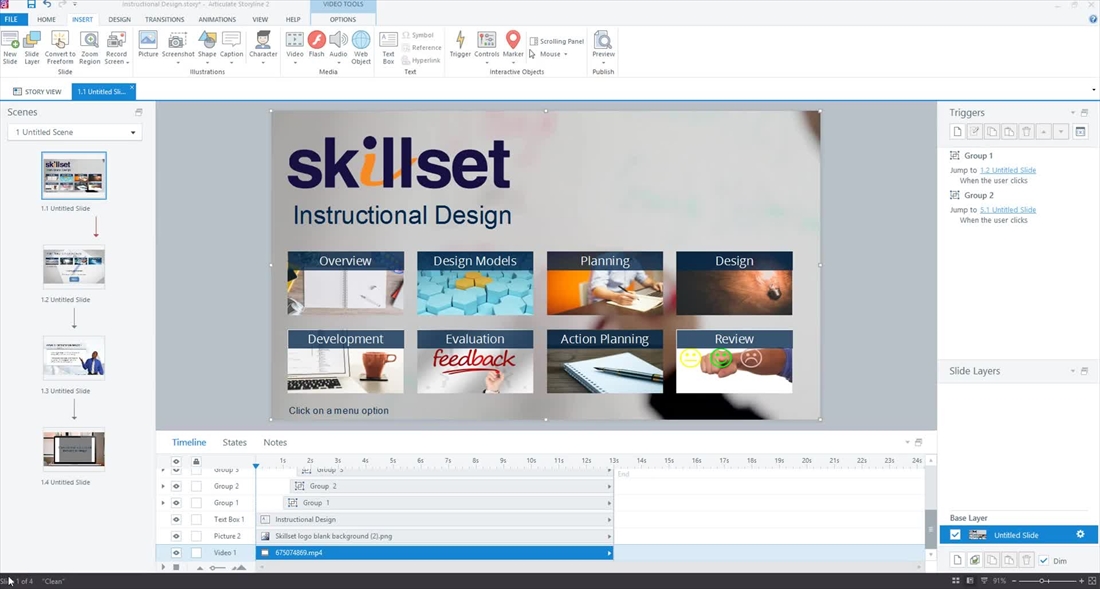 Instructional Design.story* - Articulate Storyline 2
VIDEO TOOLS
FILE HOME INSERT DESIGN TRANSITIONS ANIMATIONS VIEW HELP OPTIONS
New Slide
Slide Layer
Convert to Freeform
Zoom Region
Record Screen
Picture
Screenshot
Shape
Caption
Character
Video
Flash
Audio
Web Object
Text Box
Symbol
Reference
Hyperlink
Trigger
Controls
Marker
Scrolling Panel
Mouse
Preview
Slide Illustrations Media Text Interactive Objects Publish
STORY VIEW 1.1 Untitled Sli...
Scenes
1 Untitled Scene
1.1 Untitled Slide
1.2 Untitled Slide
1.3 Untitled Slide
1.4 Untitled Slide
skillset
Instructional Design
Overview Design Models Planning Design
Development Evaluation Action Planning Review
feedback
Click on a menu option
Triggers
Group 1
Jump to 1.2 Untitled Slide
When the user clicks
Group 2
Jump to 5.1 Untitled Slide
When the user clicks
Slide Layers
Base Layer
Untitled Slide
Dim
Timeline States Notes
1s 2s 3s 4s 5s 6s 7s 8s 9s 10s 11s 12s 13s 14s 15s 16s 17s 18s 19s 20s 21s 22s 23s 24s
Group 3 Group 3 End
Group 2 Group 2
Group 1 Group 1
Text Box 1 Instructional Design
Picture 2 Skillset logo blank background (2).png
Video 1 675074869.mp4
1 of 4 "Clean" 91%